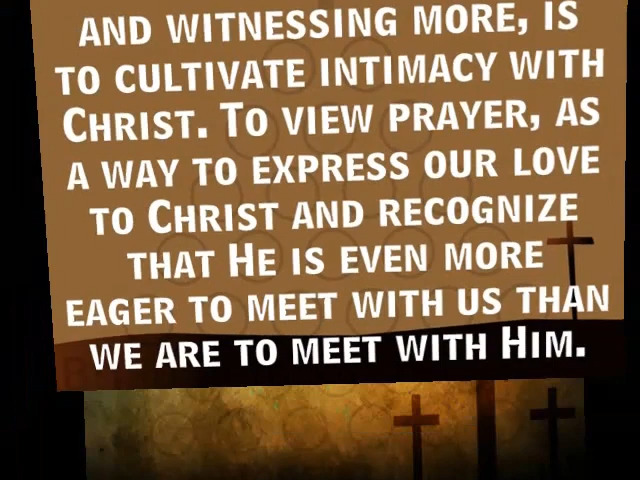 AND WITNESSING MORE, IS
TO CULTIVATE INTIMACY WITH
CHRIST. TO VIEW PRAYER, AS
A WAY TO EXPRESS OUR LOVE
TO CHRIST AND RECOGNIZE
THAT HE IS EVEN MORE
EAGER TO MEET WITH US THAN
WE ARE TO MEET WITH HIM.